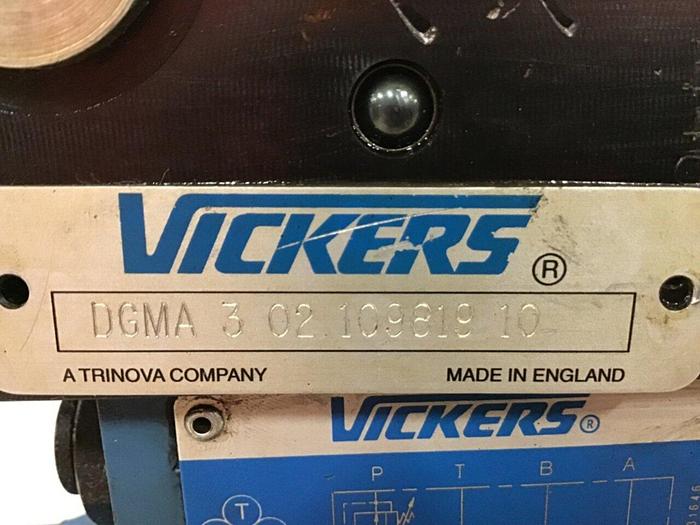 VICKERS ®
DGMA 3 02 109819 10
A TRINOVA COMPANY MADE IN ENGLAND
VICKERS ®
P T B A
T